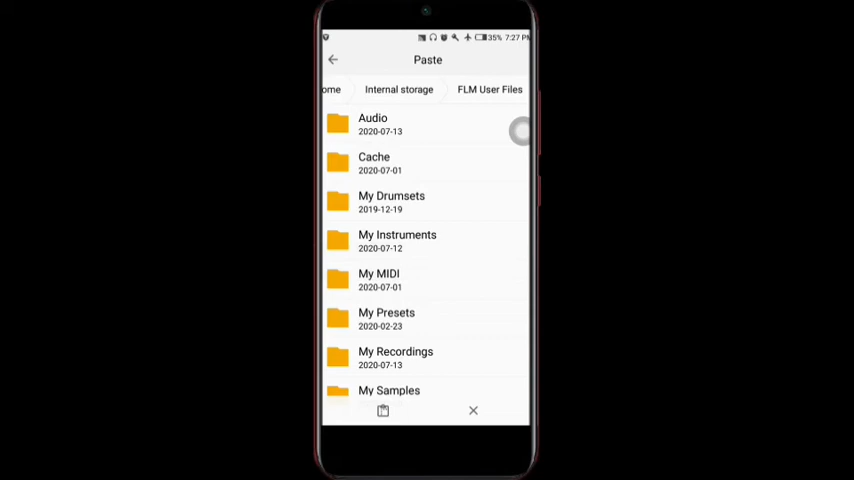 35% 7:27 PM
Paste
ome
Internal storage
FLM User Files
Audio
2020-07-13
Cache
2020-07-01
My Drumsets
2019-12-19
My Instruments
2020-07-12
My MIDI
2020-07-01
My Presets
2020-02-23
My Recordings
2020-07-13
My Samples